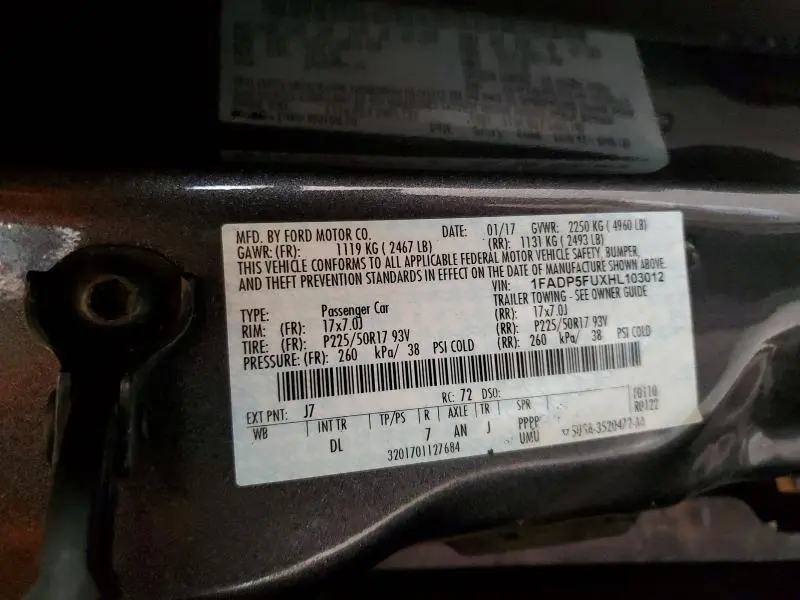 MFD. BY FORD MOTOR CO. DATE: 01/17 GVWR: 2250 KG ( 4960 LB)
GAWR: (FR): 1119 KG ( 2467 LB) (RR): 1131 KG ( 2493 LB)
THIS VEHICLE CONFORMS TO ALL APPLICABLE FEDERAL MOTOR VEHICLE SAFETY, BUMPER,
AND THEFT PREVENTION STANDARDS IN EFFECT ON THE DATE OF MANUFACTURE SHOWN ABOVE.
VIN: 1FADP5FUXHL103012
TYPE: Passenger Car TRAILER TOWING - SEE OWNER GUIDE
RIM: (FR): 17x7.0J (RR): 17x7.0J
TIRE: (FR): P225/50R17 93V (RR): P225/50R17 93V
PRESSURE: (FR): 260 kPa/ 38 PSI COLD (RR): 260 kPa/ 38 PSI COLD
EXT PNT: J7 RC: 72 DSO: F0110
WB INT TR TP/PS R AXLE TR SPR R0122
DL 7 AN J PPPP
UMU
3201701127684